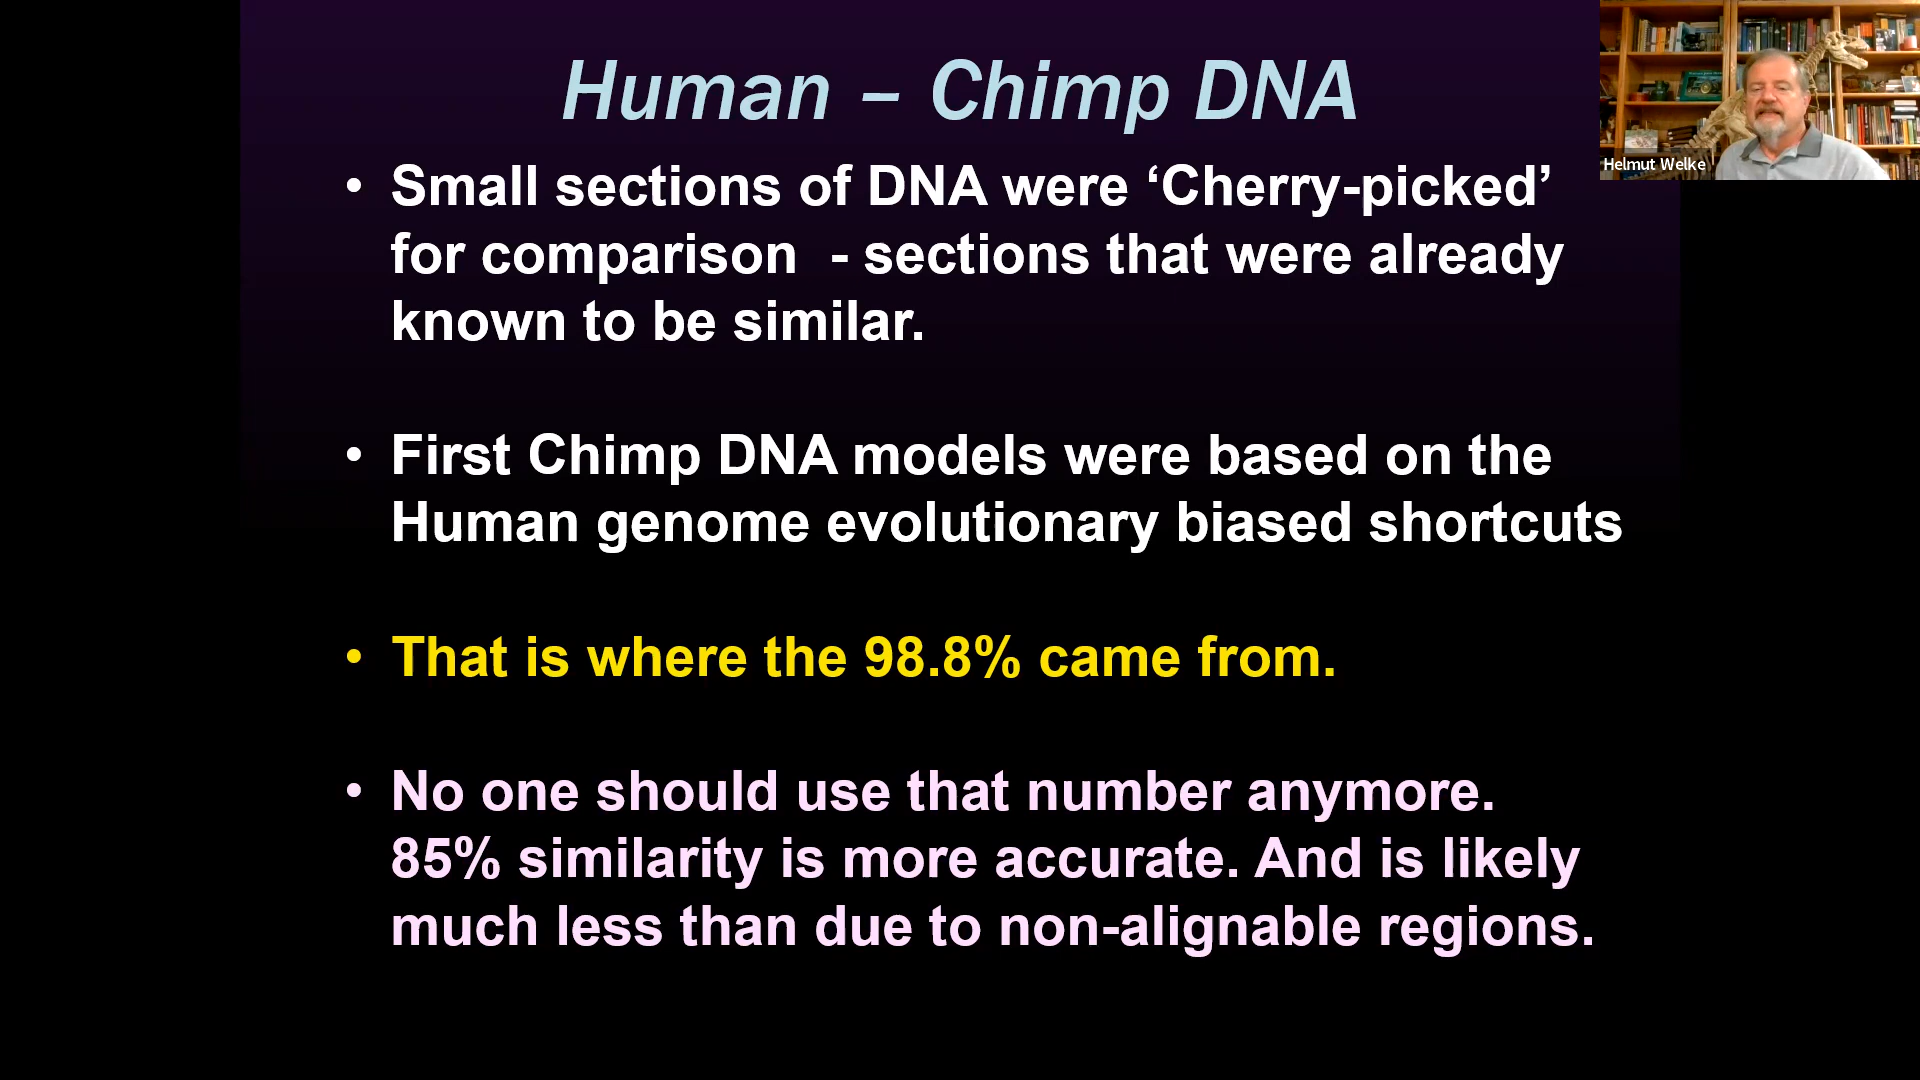 Human – Chimp DNA
• Small sections of DNA were ‘Cherry-picked’
for comparison  - sections that were already
known to be similar.
• First Chimp DNA models were based on the
Human genome evolutionary biased shortcuts
• That is where the 98.8% came from.
• No one should use that number anymore.
85% similarity is more accurate. And is likely
much less than due to non-alignable regions.
Helmut Welke